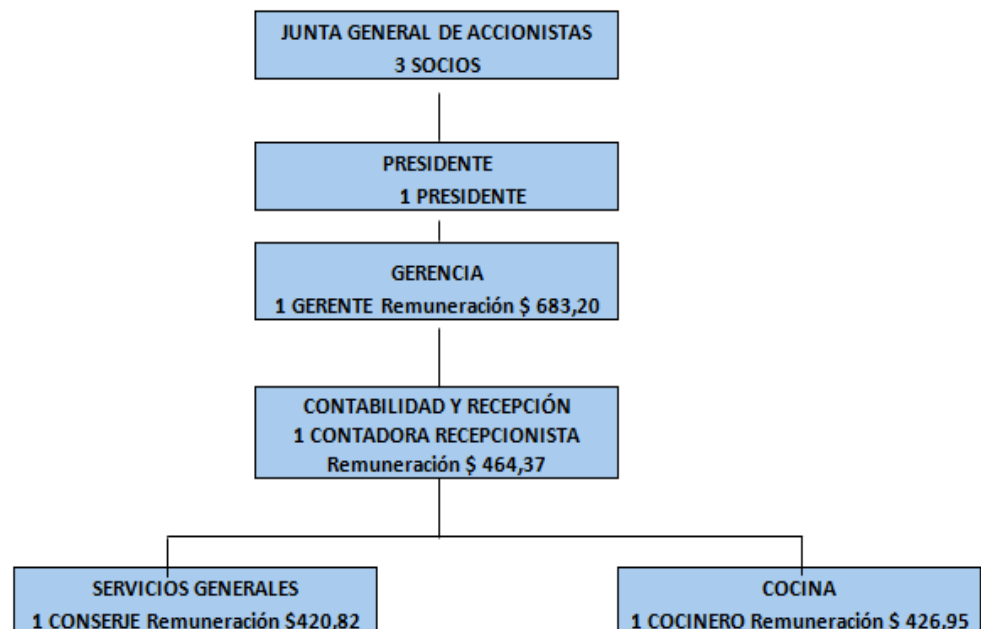 JUNTA GENERAL DE ACCIONISTAS
3 SOCIOS
PRESIDENTE
1 PRESIDENTE
GERENCIA
1 GERENTE Remuneración $ 683,20
CONTABILIDAD Y RECEPCIÓN
1 CONTADORA RECEPCIONISTA
Remuneración $ 464,37
SERVICIOS GENERALES
1 CONSERJE Remuneración $420,82
COCINA
1 COCINERO Remuneración $ 426,95